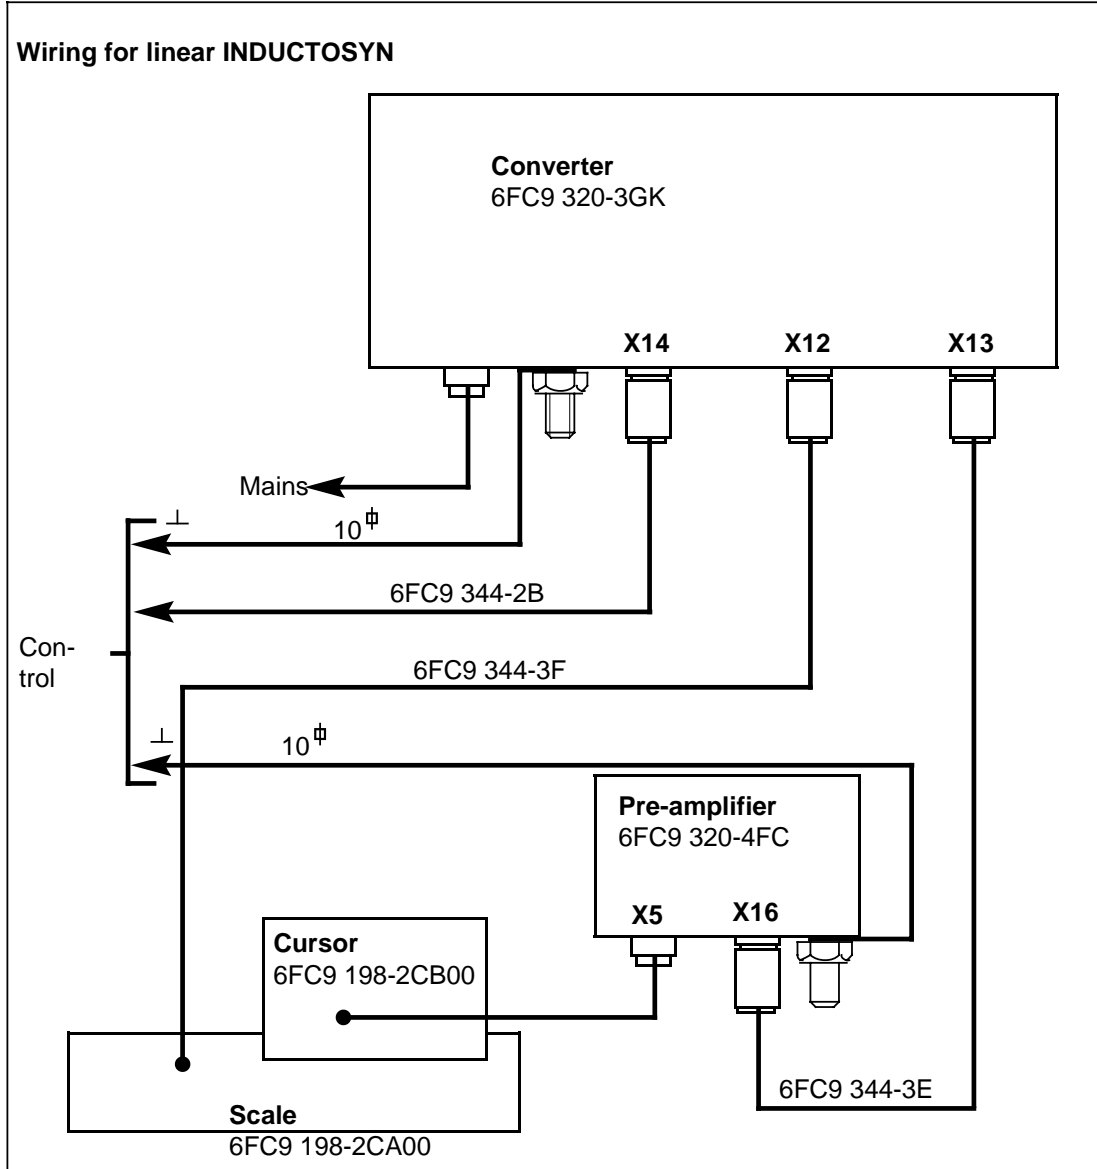 Wiring for linear INDUCTOSYN
Converter
6FC9 320-3GK
X14
X12
X13
Mains
10
6FC9 344-2B
Con-
trol
6FC9 344-3F
10
Pre-amplifier
6FC9 320-4FC
X5
X16
Cursor
6FC9 198-2CB00
6FC9 344-3E
Scale
6FC9 198-2CA00